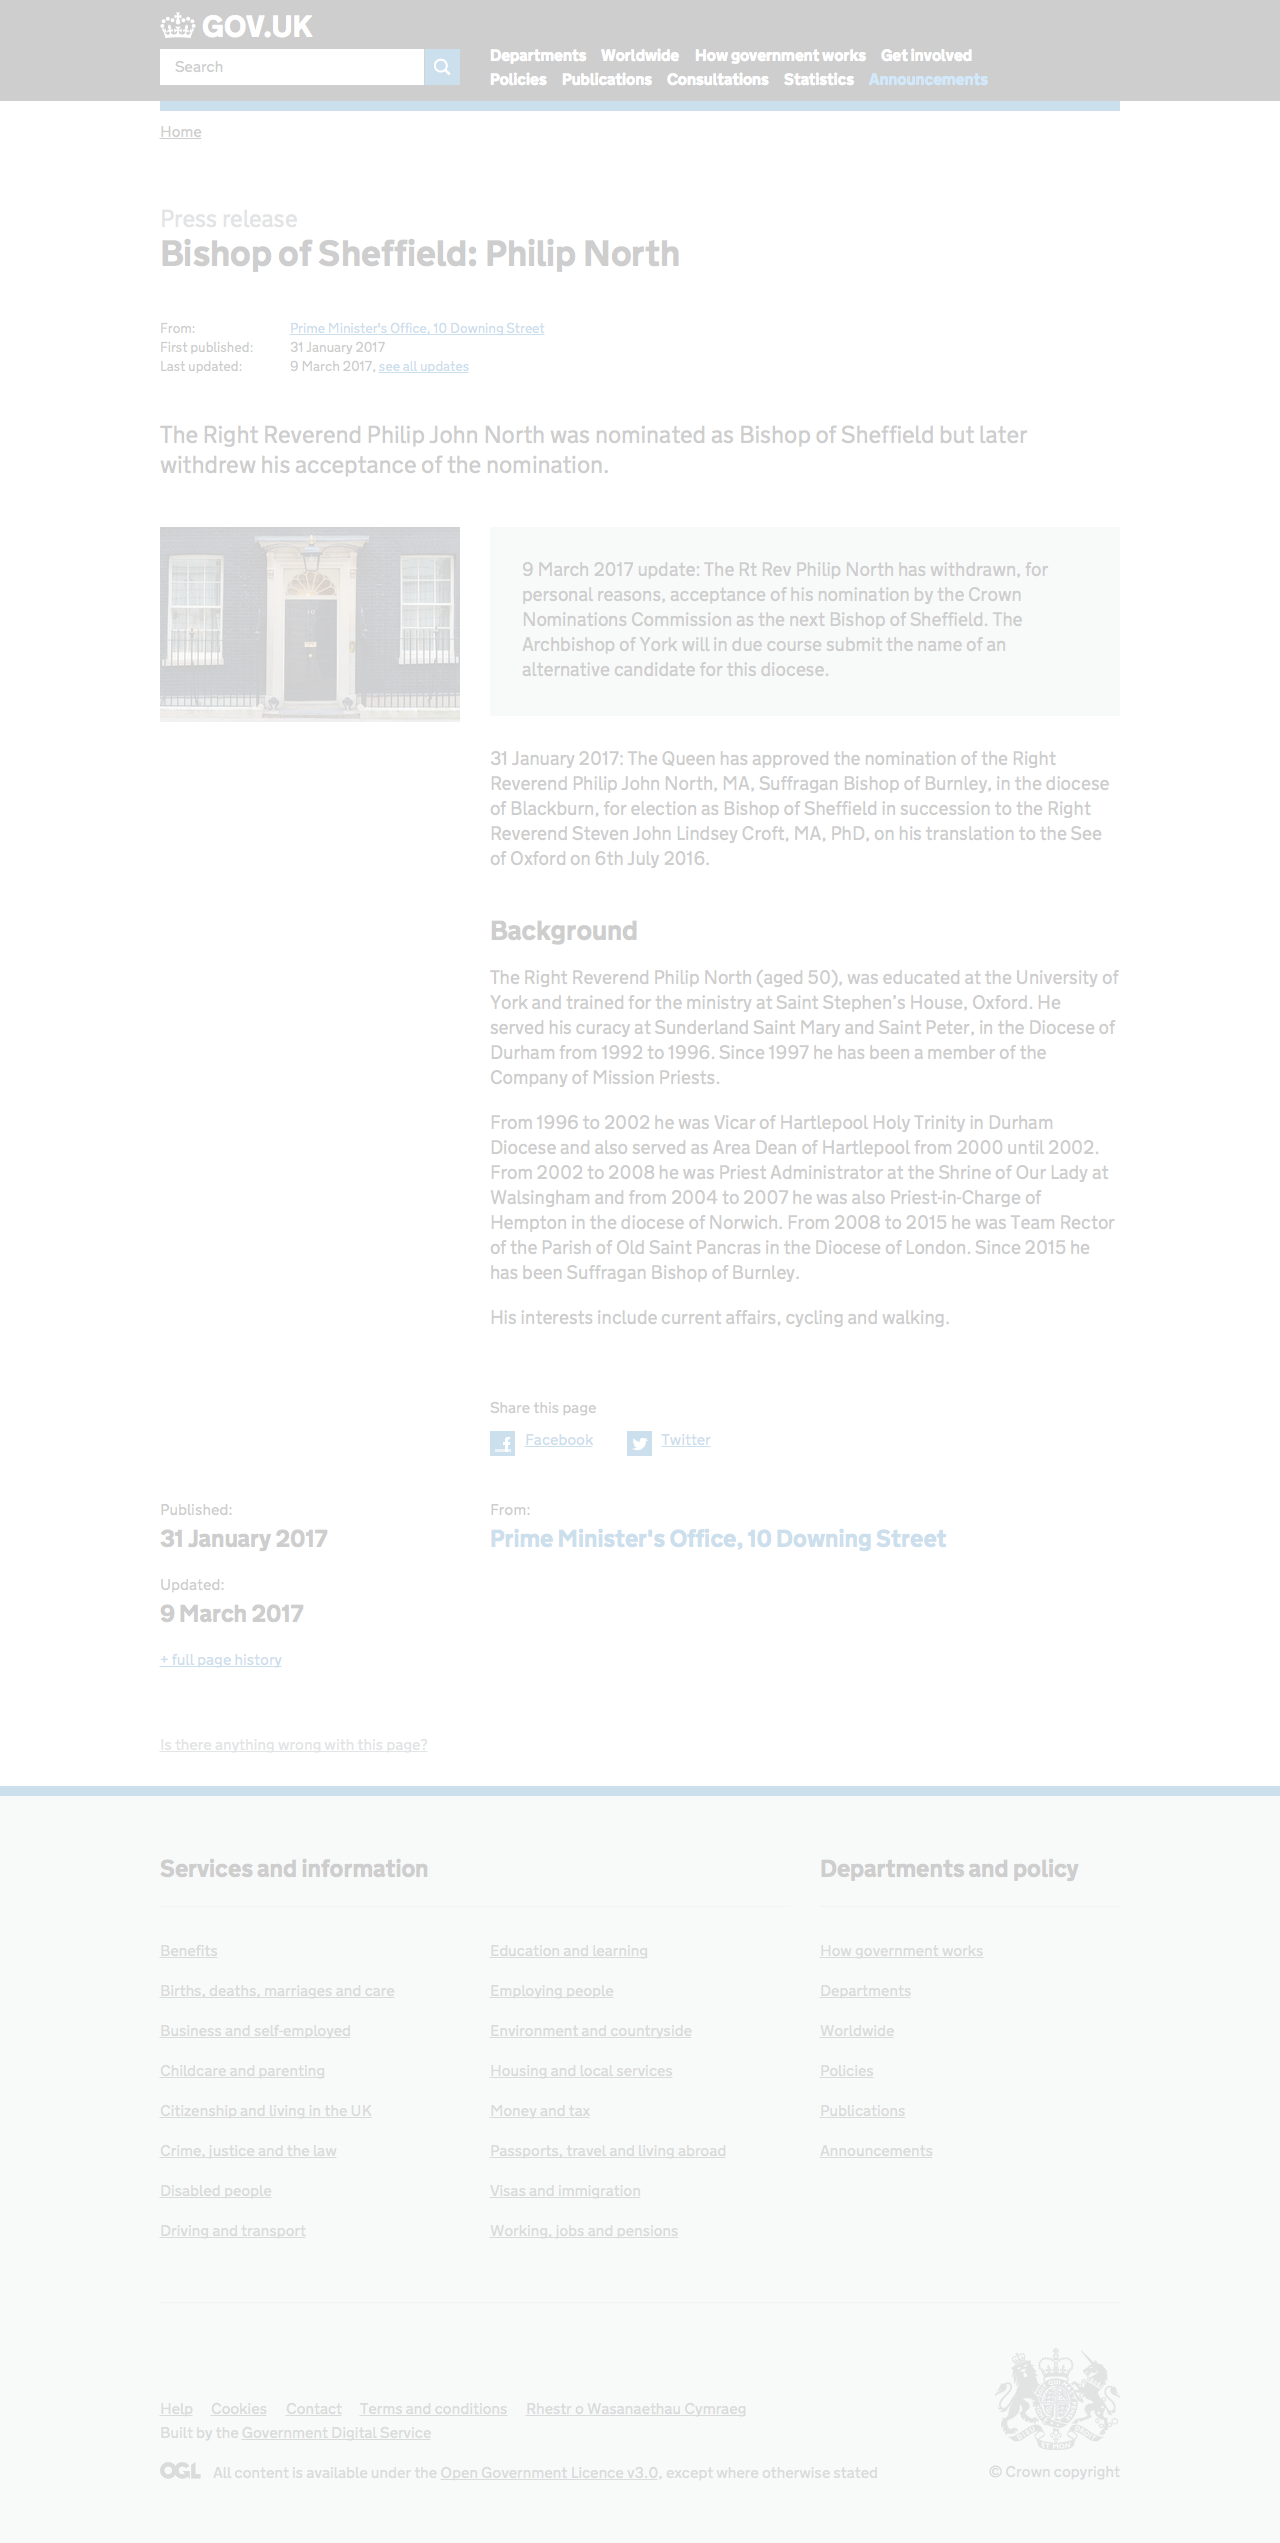 GOV.UK
Search
Departments Worldwide How government works Get involved
Policies Publications Consultations Statistics Announcements
Home
Press release
Bishop of Sheffield: Philip North
From: Prime Minister's Office, 10 Downing Street
First published: 31 January 2017
Last updated: 9 March 2017, see all updates
The Right Reverend Philip John North was nominated as Bishop of Sheffield but later
withdrew his acceptance of the nomination.
9 March 2017 update: The Rt Rev Philip North has withdrawn, for
personal reasons, acceptance of his nomination by the Crown
Nominations Commission as the next Bishop of Sheffield. The
Archbishop of York will in due course submit the name of an
alternative candidate for this diocese.
31 January 2017: The Queen has approved the nomination of the Right
Reverend Philip John North, MA, Suffragan Bishop of Burnley, in the diocese
of Blackburn, for election as Bishop of Sheffield in succession to the Right
Reverend Steven John Lindsey Croft, MA, PhD, on his translation to the See
of Oxford on 6th July 2016.
Background
The Right Reverend Philip North (aged 50), was educated at the University of
York and trained for the ministry at Saint Stephen's House, Oxford. He
served his curacy at Sunderland Saint Mary and Saint Peter, in the Diocese of
Durham from 1992 to 1996. Since 1997 he has been a member of the
Company of Mission Priests.
From 1996 to 2002 he was Vicar of Hartlepool Holy Trinity in Durham
Diocese and also served as Area Dean of Hartlepool from 2000 until 2002.
From 2002 to 2008 he was Priest Administrator at the Shrine of Our Lady at
Walsingham and from 2004 to 2007 he was also Priest-in-Charge of
Hempton in the diocese of Norwich. From 2008 to 2015 he was Team Rector
of the Parish of Old Saint Pancras in the Diocese of London. Since 2015 he
has been Suffragan Bishop of Burnley.
His interests include current affairs, cycling and walking.
Share this page
Facebook Twitter
Published:
31 January 2017
Updated:
9 March 2017
+ full page history
From:
Prime Minister's Office, 10 Downing Street
Is there anything wrong with this page?
Services and information
Benefits
Births, deaths, marriages and care
Business and self-employed
Childcare and parenting
Citizenship and living in the UK
Crime, justice and the law
Disabled people
Driving and transport
Education and learning
Employing people
Environment and countryside
Housing and local services
Money and tax
Passports, travel and living abroad
Visas and immigration
Working, jobs and pensions
Departments and policy
How government works
Departments
Worldwide
Policies
Publications
Announcements
Help Cookies Contact Terms and conditions Rhestr o Wasanaethau Cymraeg
Built by the Government Digital Service
OGL All content is available under the Open Government Licence v3.0, except where otherwise stated
© Crown copyright